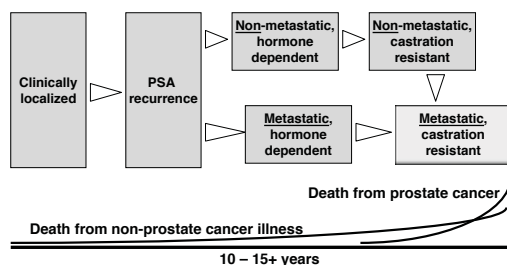 Clinically
localized
PSA
recurrence
Non-metastatic,
hormone
dependent
Non-metastatic,
castration
resistant
Metastatic,
hormone
dependent
Metastatic,
castration
resistant
Death from prostate cancer
Death from non-prostate cancer illness
10 – 15+ years